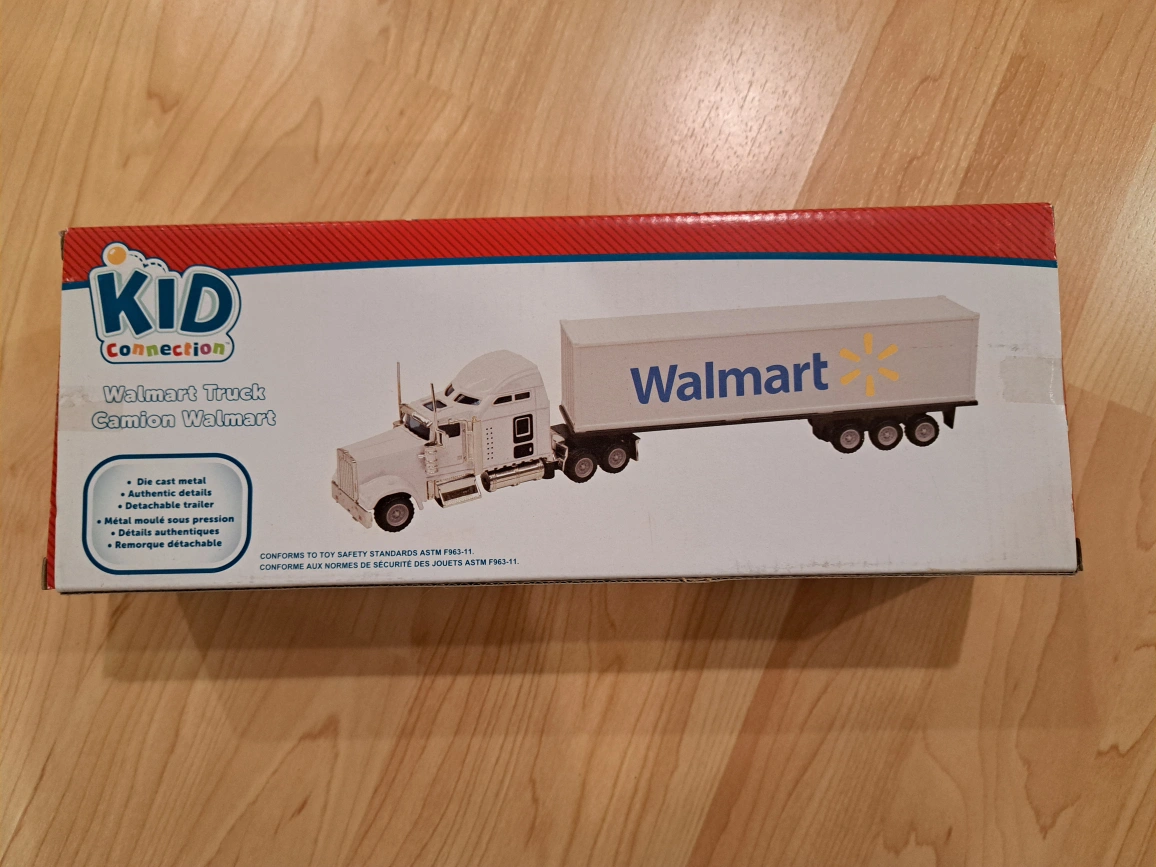 KID
Connection™
Walmart Truck
Camion Walmart
• Die cast metal
• Authentic details
• Detachable trailer
• Métal moulé sous pression
• Détails authentiques
• Remorque détachable
CONFORMS TO TOY SAFETY STANDARDS ASTM F963-11.
CONFORME AUX NORMES DE SÉCURITÉ DES JOUETS ASTM F963-11.
Walmart